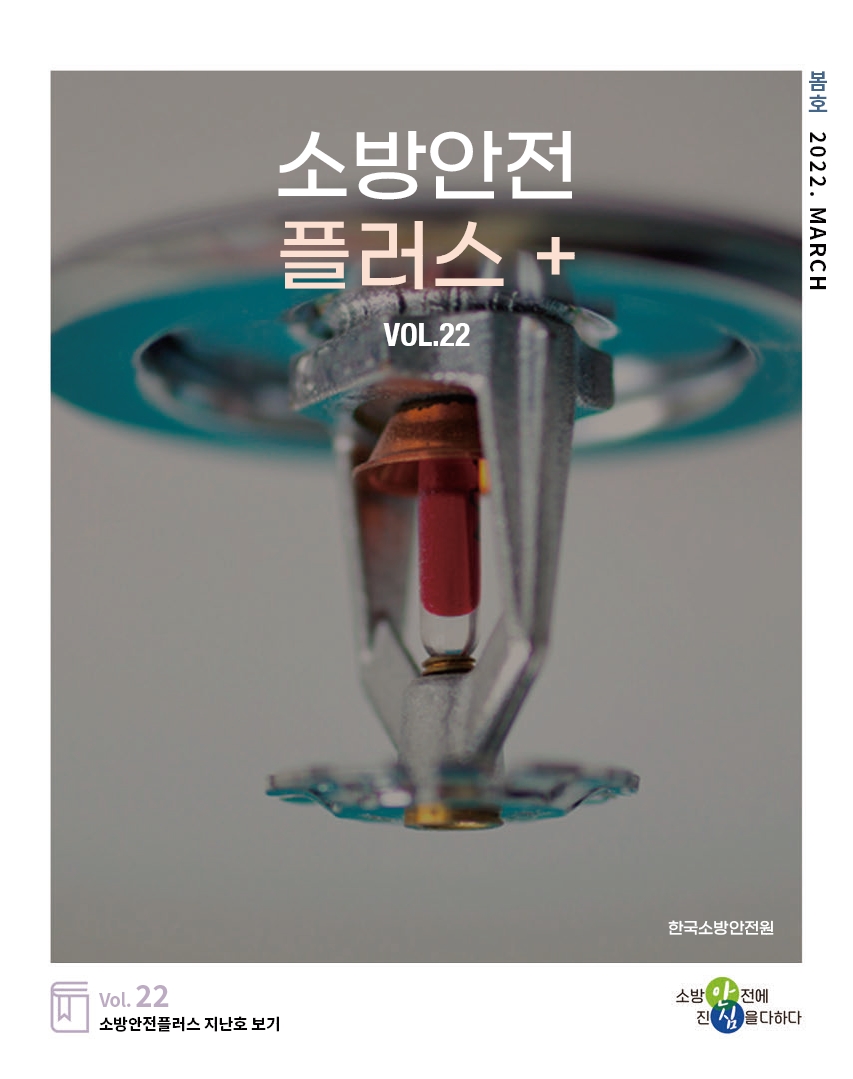 소방안전
플러스 +
VOL.22
봄호 2022. MARCH
한국소방안전원
Vol. 22
소방안전플러스 지난호 보기
소방안전에
진심을다하다